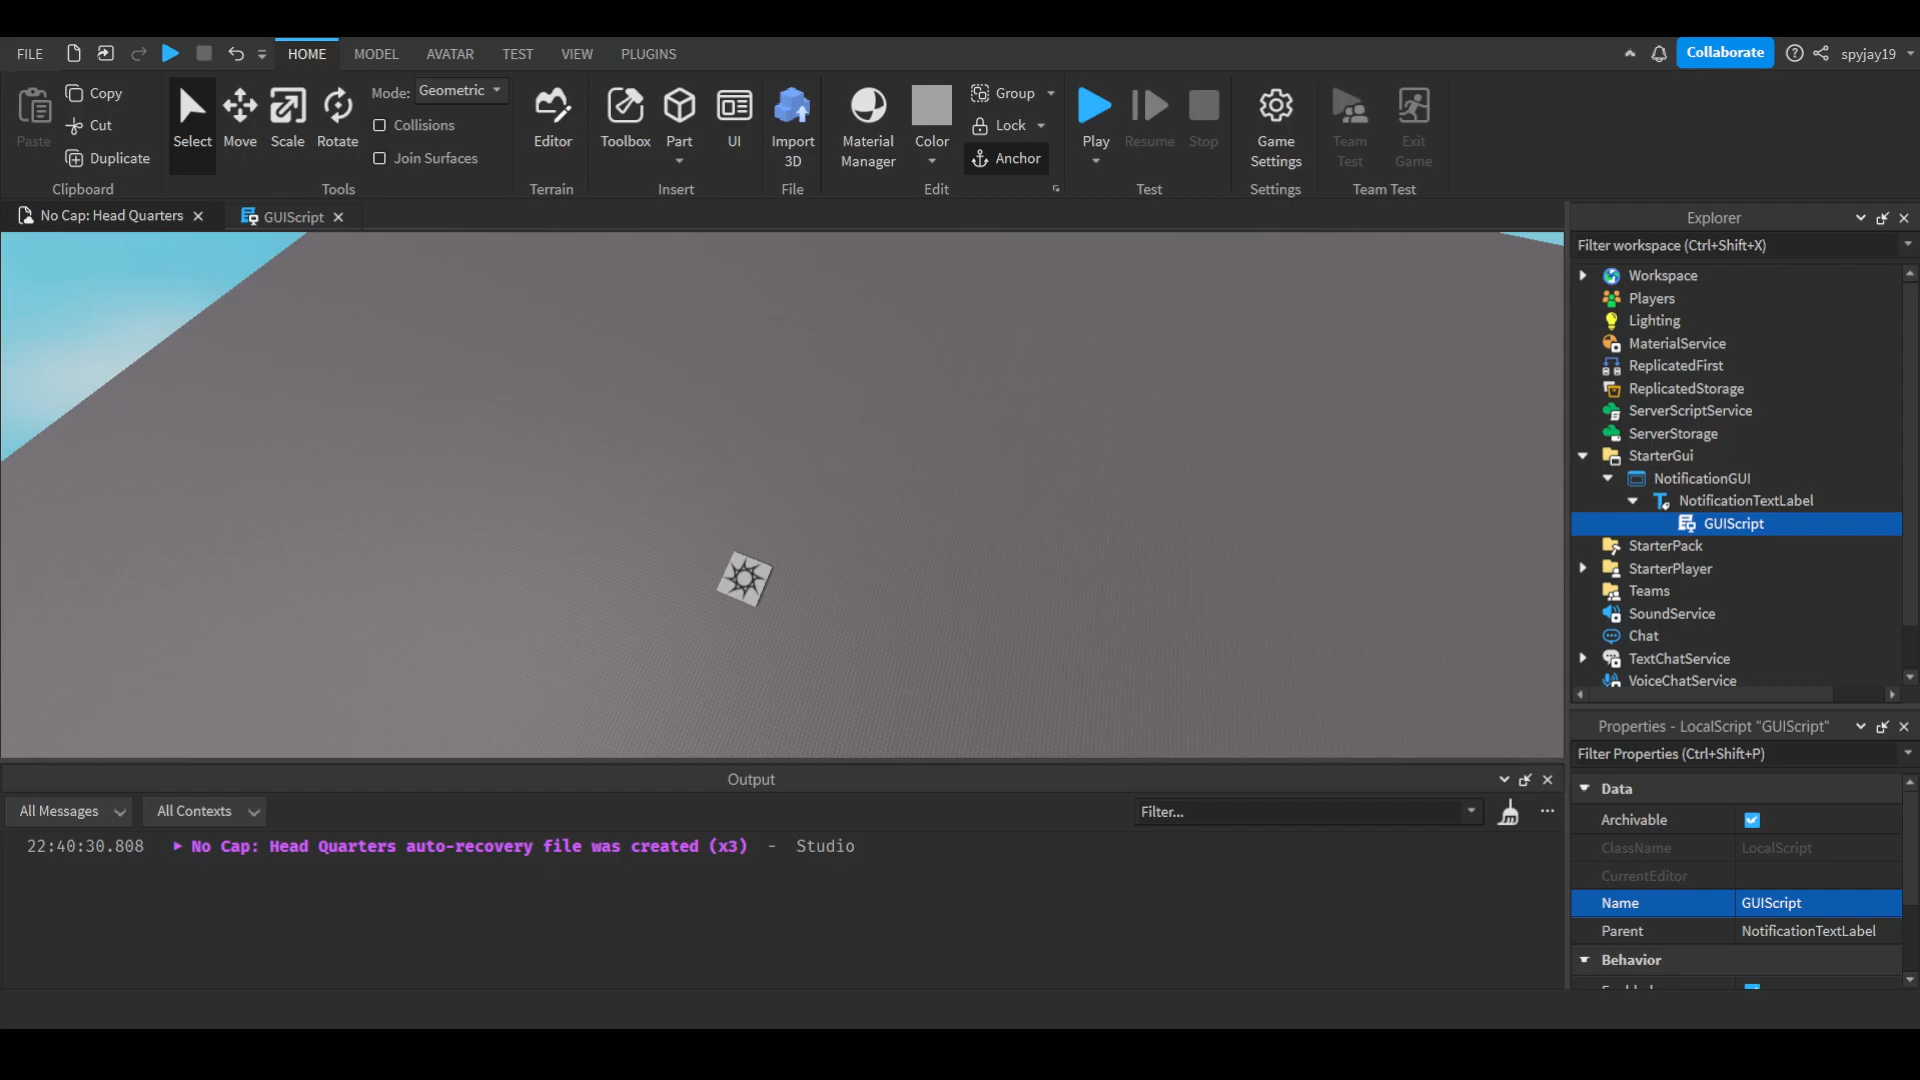 FILE
HOME
MODEL
AVATAR
TEST
VIEW
PLUGINS
Collaborate
spyjay19
Paste
Copy
Cut
Duplicate
Clipboard
Select
Move
Scale
Rotate
Mode: Geometric
Collisions
Join Surfaces
Tools
Editor
Terrain
Toolbox
Part
UI
Insert
Import
3D
File
Material
Manager
Color
Group
Lock
Anchor
Edit
Play
Resume
Stop
Test
Game
Settings
Settings
Team
Test
Exit
Game
Team Test
No Cap: Head Quarters
GUIScript
Explorer
Filter workspace (Ctrl+Shift+X)
Workspace
Players
Lighting
MaterialService
ReplicatedFirst
ReplicatedStorage
ServerScriptService
ServerStorage
StarterGui
NotificationGUI
NotificationTextLabel
GUIScript
StarterPack
StarterPlayer
Teams
SoundService
Chat
TextChatService
VoiceChatService
Properties - LocalScript "GUIScript"
Filter Properties (Ctrl+Shift+P)
Data
Archivable
ClassName LocalScript
CurrentEditor
Name GUIScript
Parent NotificationTextLabel
Behavior
Output
All Messages
All Contexts
Filter...
22:40:30.808 No Cap: Head Quarters auto-recovery file was created (x3) - Studio